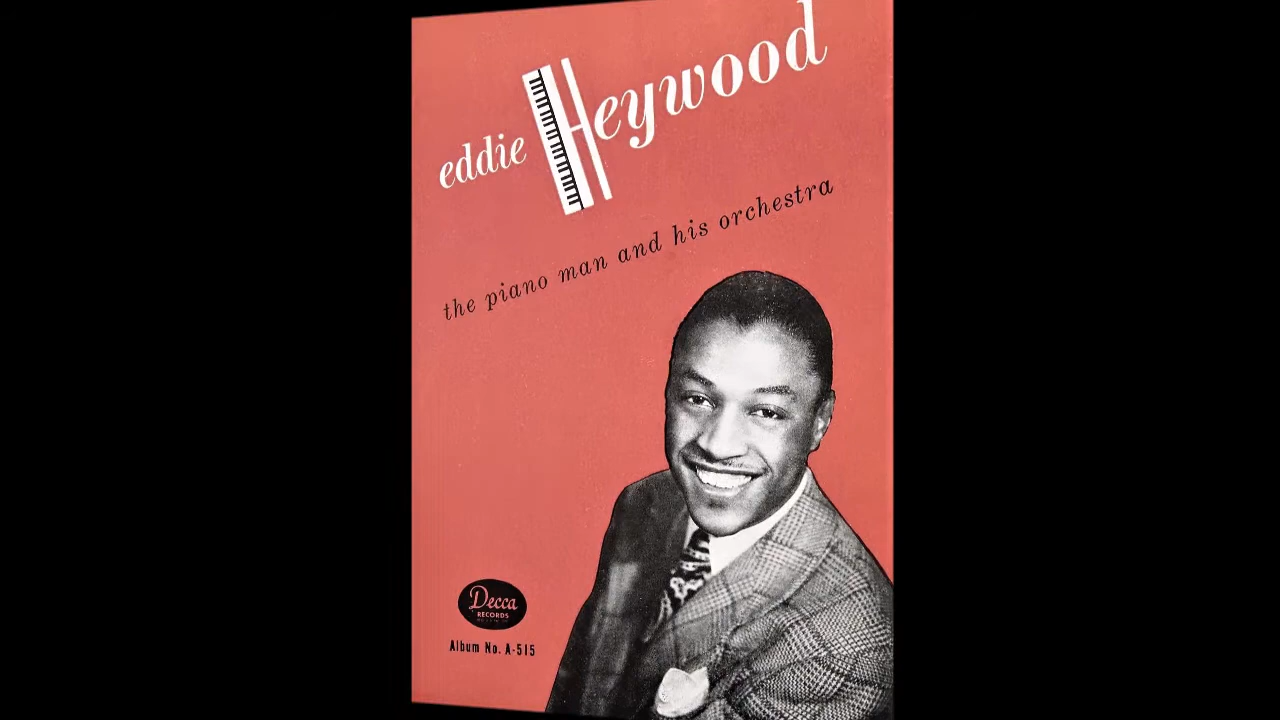 eddie Heywood
the piano man and his orchestra
Decca
RECORDS
Album No. A-515